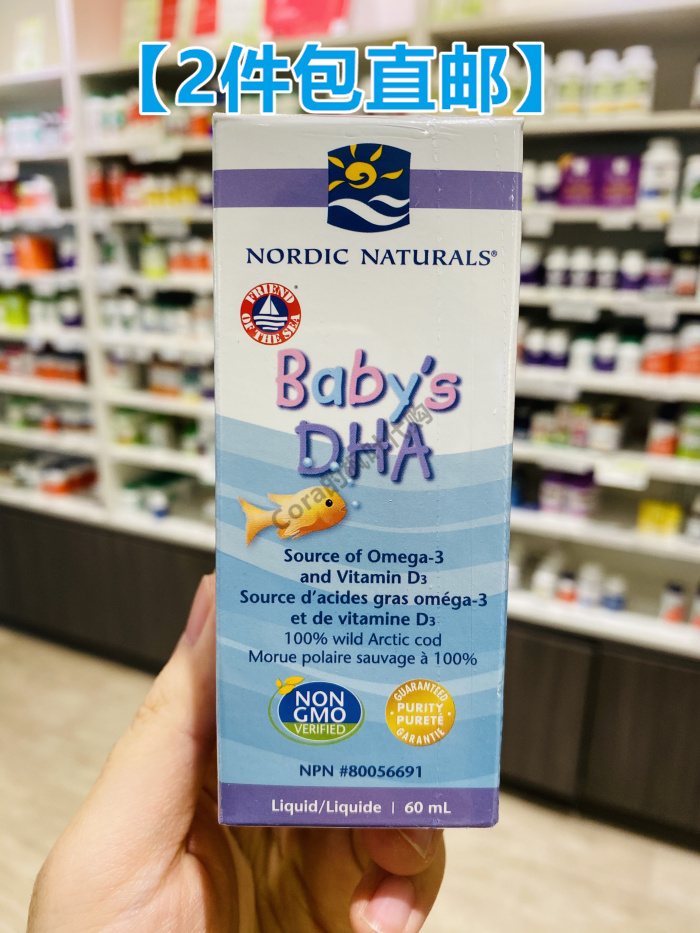 【2件包直邮】
NORDIC NATURALS®
FRIEND OF THE SEA
Baby's
DHA
Source of Omega-3
and Vitamin D3
Source d'acides gras oméga-3
et de vitamine D3
100% wild Arctic cod
Morue polaire sauvage à 100%
NON
GMO
VERIFIED
GUARANTEED
PURITY
PURETÉ
GARANTIE
NPN #80056691
Liquid/Liquide | 60 mL